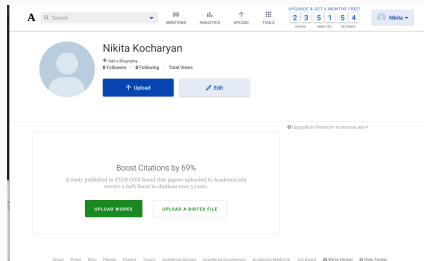 UPGRADE & GET 6 MONTHS FREE!
A Search MENTIONS ANALYTICS UPLOAD TOOLS 2 3 5 1 5 4 Nikita
HOURS MINUTES SECONDS
Nikita Kocharyan
Add a Biography
0 Followers 0 Following Total Views
Upload Edit
Upgrade to Premium to remove ads
Boost Citations by 69%
A study published in PLOS ONE found that papers uploaded to Academia.edu
receive a 69% boost in citations over 5 years.
UPLOAD WORKS UPLOAD A BIBTEX FILE
About Press Blog People Papers Topics Academia Biology Academia Engineering Academia Medicine Job Board We're Hiring! Help Center